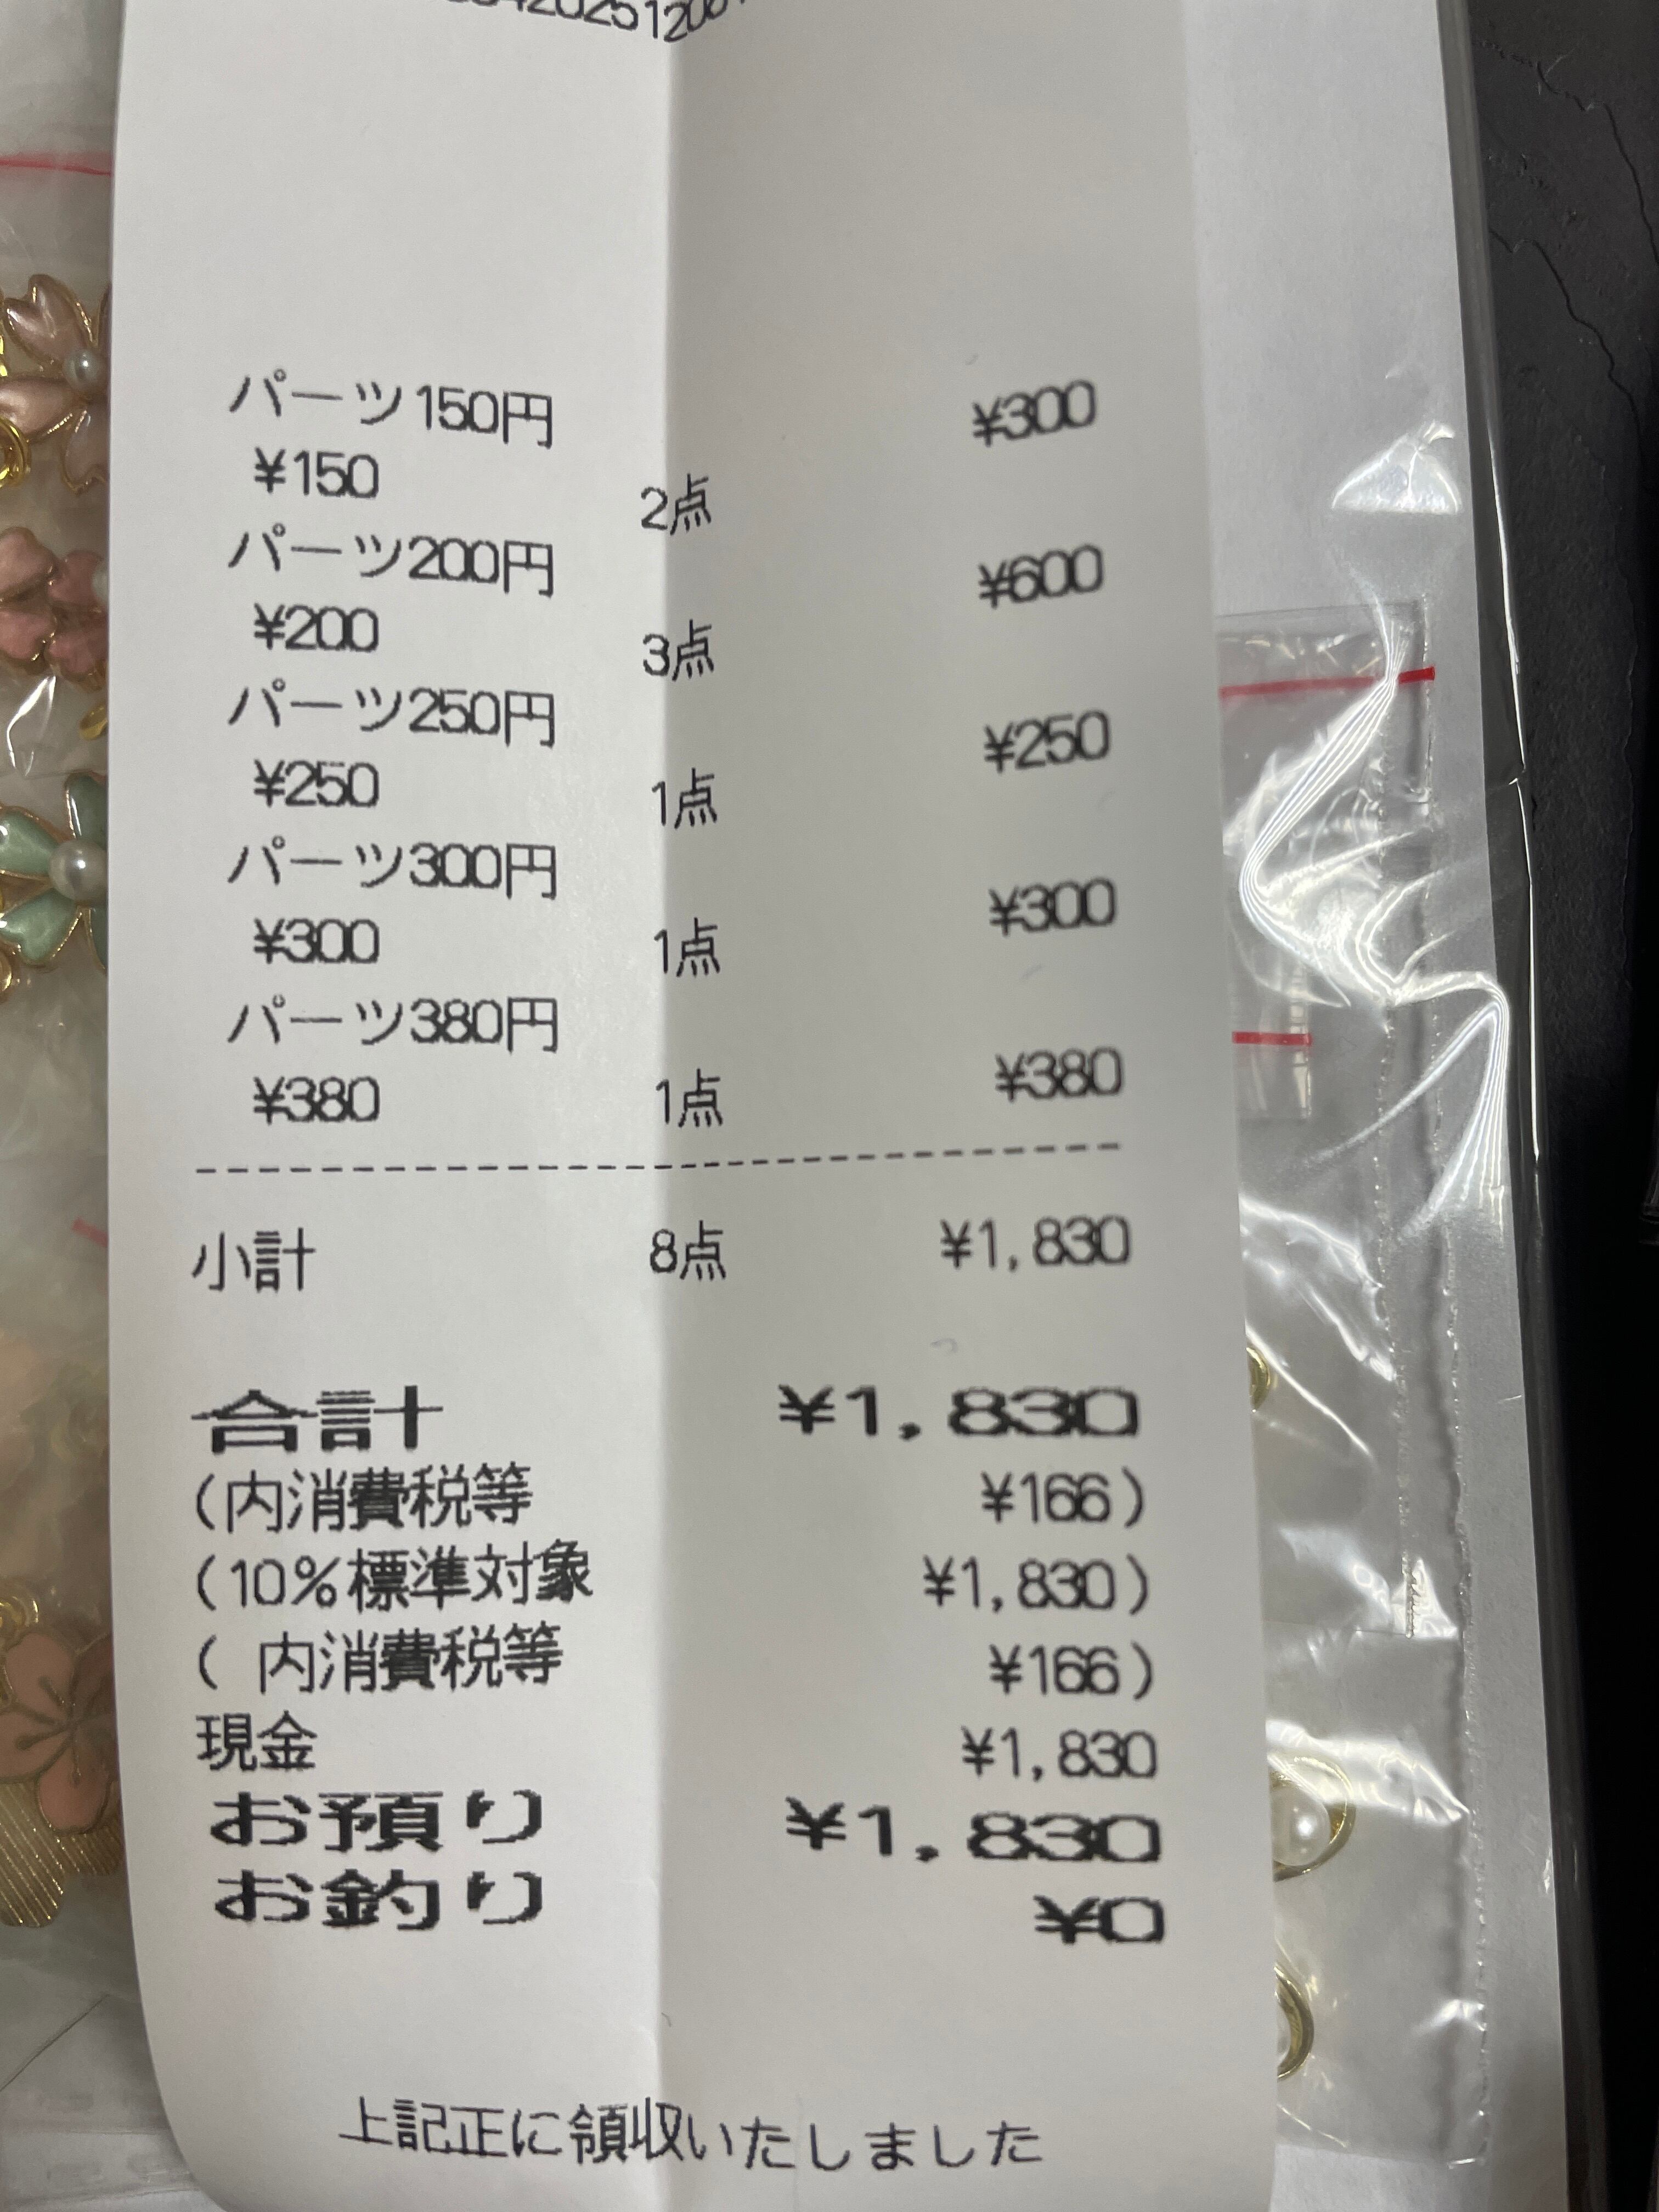 パーツ150円 ¥300
¥150 2点
パーツ200円 ¥600
¥200 3点
パーツ250円 ¥250
¥250 1点
パーツ300円 ¥300
¥300 1点
パーツ380円 ¥380
¥380 1点
小計 8点 ¥1,830
合計 ¥1,830
(内消費税等 ¥166)
(10%標準対象 ¥1,830)
( 内消費税等 ¥166)
現金 ¥1,830
お預り ¥1,830
お釣り ¥0
上記正に領収いたしました